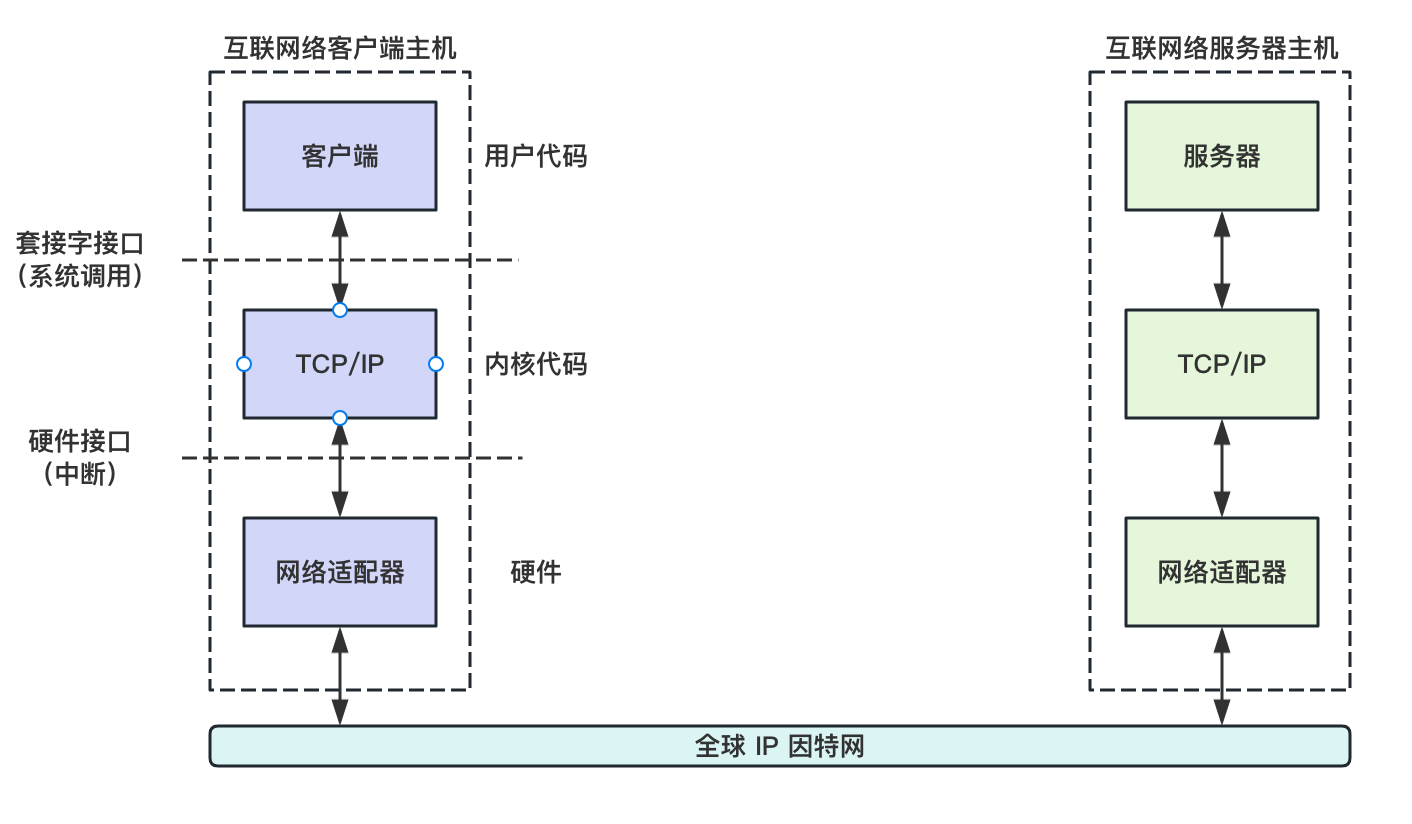 互联网络客户端主机
互联网络服务器主机
客户端
用户代码
服务器
套接字接口
（系统调用）
TCP/IP
内核代码
TCP/IP
硬件接口
（中断）
网络适配器
硬件
网络适配器
全球 IP 因特网